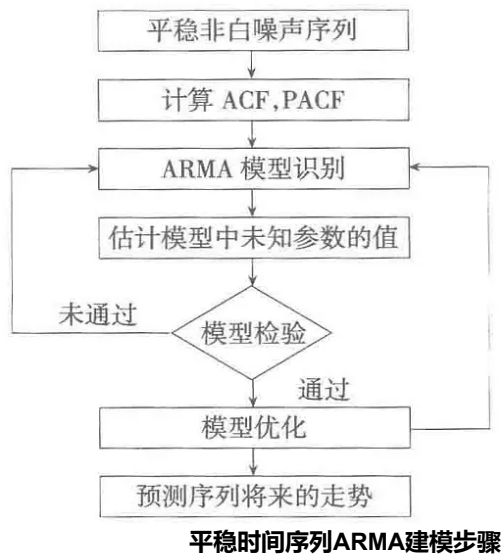 平稳非白噪声序列
计算 ACF,PACF
ARMA 模型识别
估计模型中未知参数的值
未通过
模型检验
通过
模型优化
预测序列将来的走势
平稳时间序列ARMA建模步骤